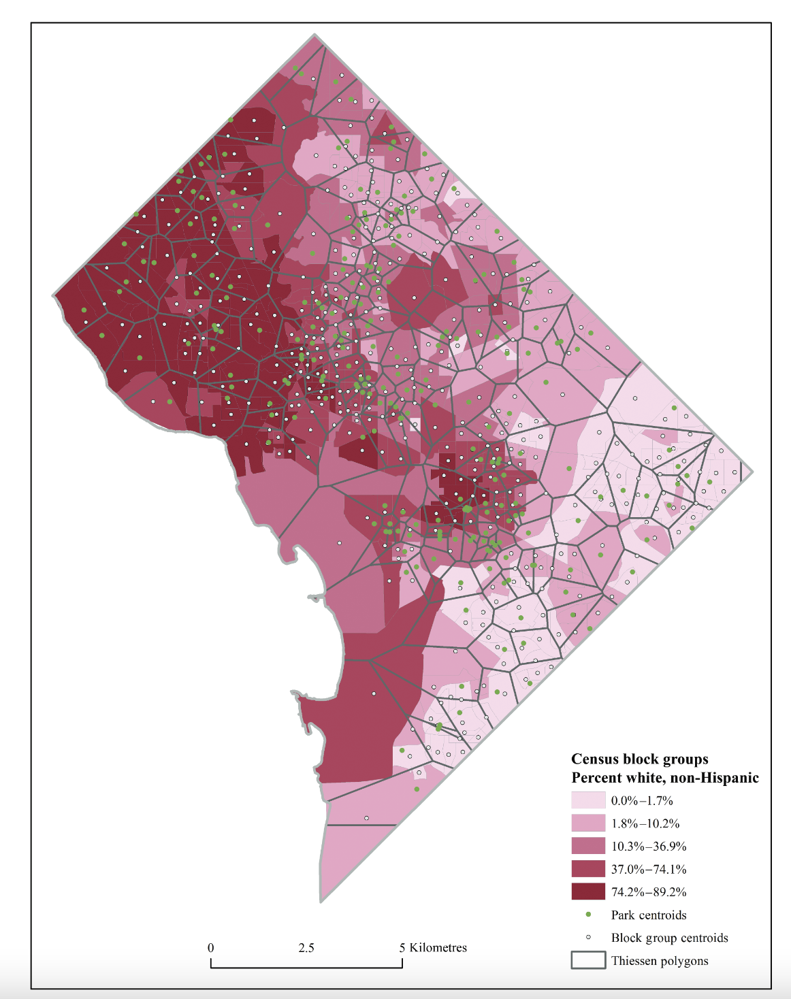 Census block groups
Percent white, non-Hispanic
0.0%–1.7%
1.8%–10.2%
10.3%–36.9%
37.0%–74.1%
74.2%–89.2%
Park centroids
Block group centroids
Thiessen polygons
0 2.5 5 Kilometres